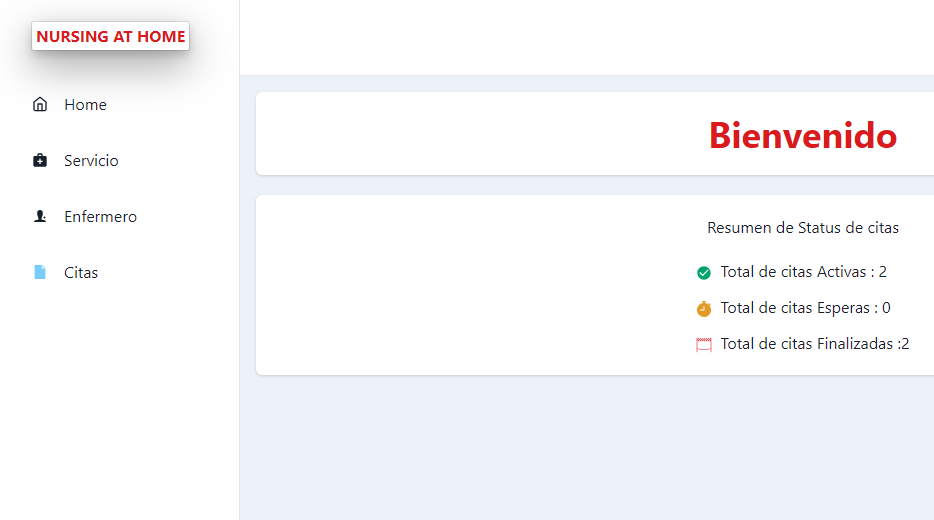 NURSING AT HOME
Home
Servicio
Enfermero
Citas
Bienvenido
Resumen de Status de citas
Total de citas Activas : 2
Total de citas Esperas : 0
Total de citas Finalizadas :2